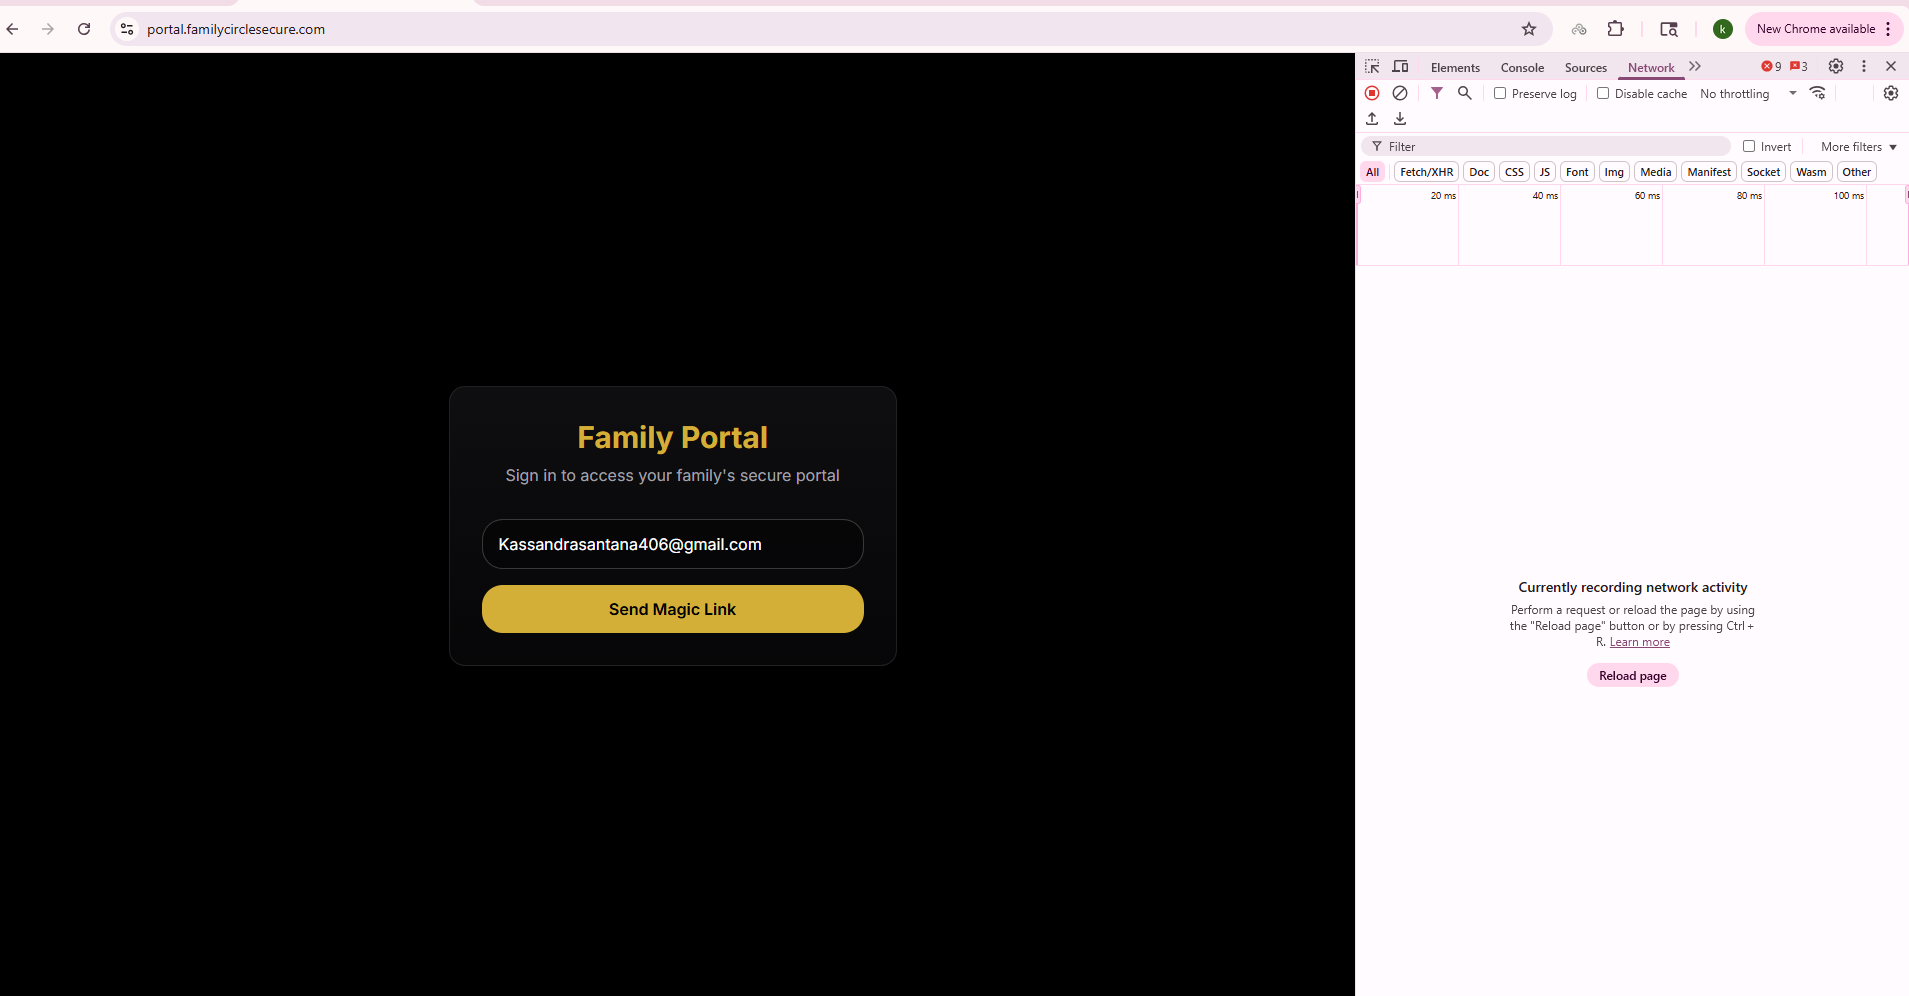 portal.familycirclesecure.com
k
New Chrome available
Elements Console Sources Network 9 3
Preserve log Disable cache No throttling
Filter Invert More filters
All Fetch/XHR Doc CSS JS Font Img Media Manifest Socket Wasm Other
20 ms 40 ms 60 ms 80 ms 100 ms
Family Portal
Sign in to access your family's secure portal
Kassandrasantana406@gmail.com
Send Magic Link
Currently recording network activity
Perform a request or reload the page by using
the "Reload page" button or by pressing Ctrl +
R. Learn more
Reload page